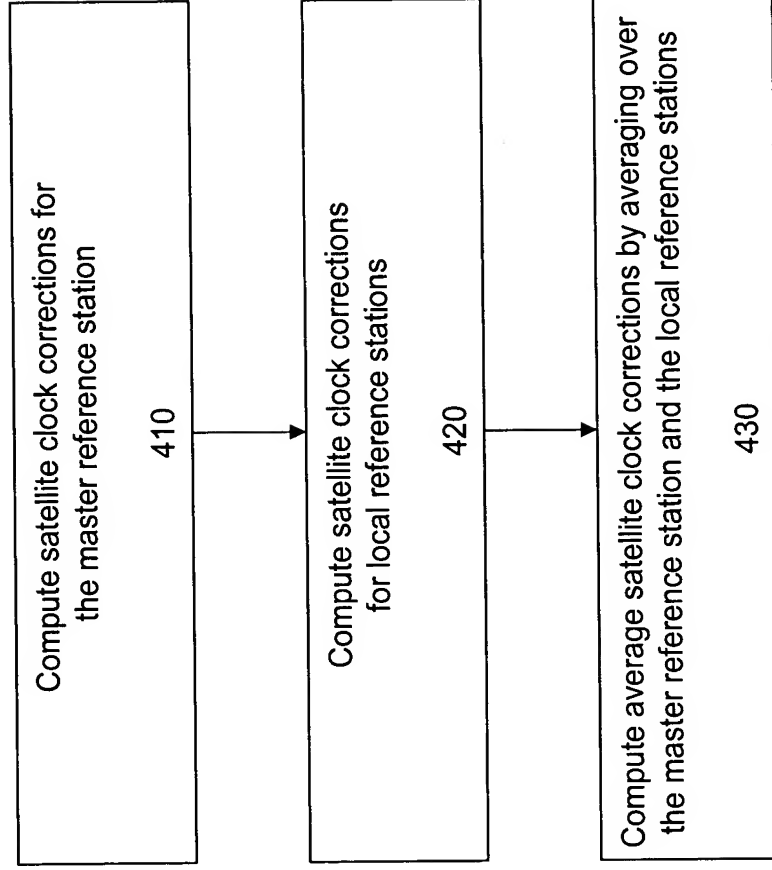 Compute satellite clock corrections for
the master reference station
410
Compute satellite clock corrections
for local reference stations
420
Compute average satellite clock corrections by averaging over
the master reference station and the local reference stations
430